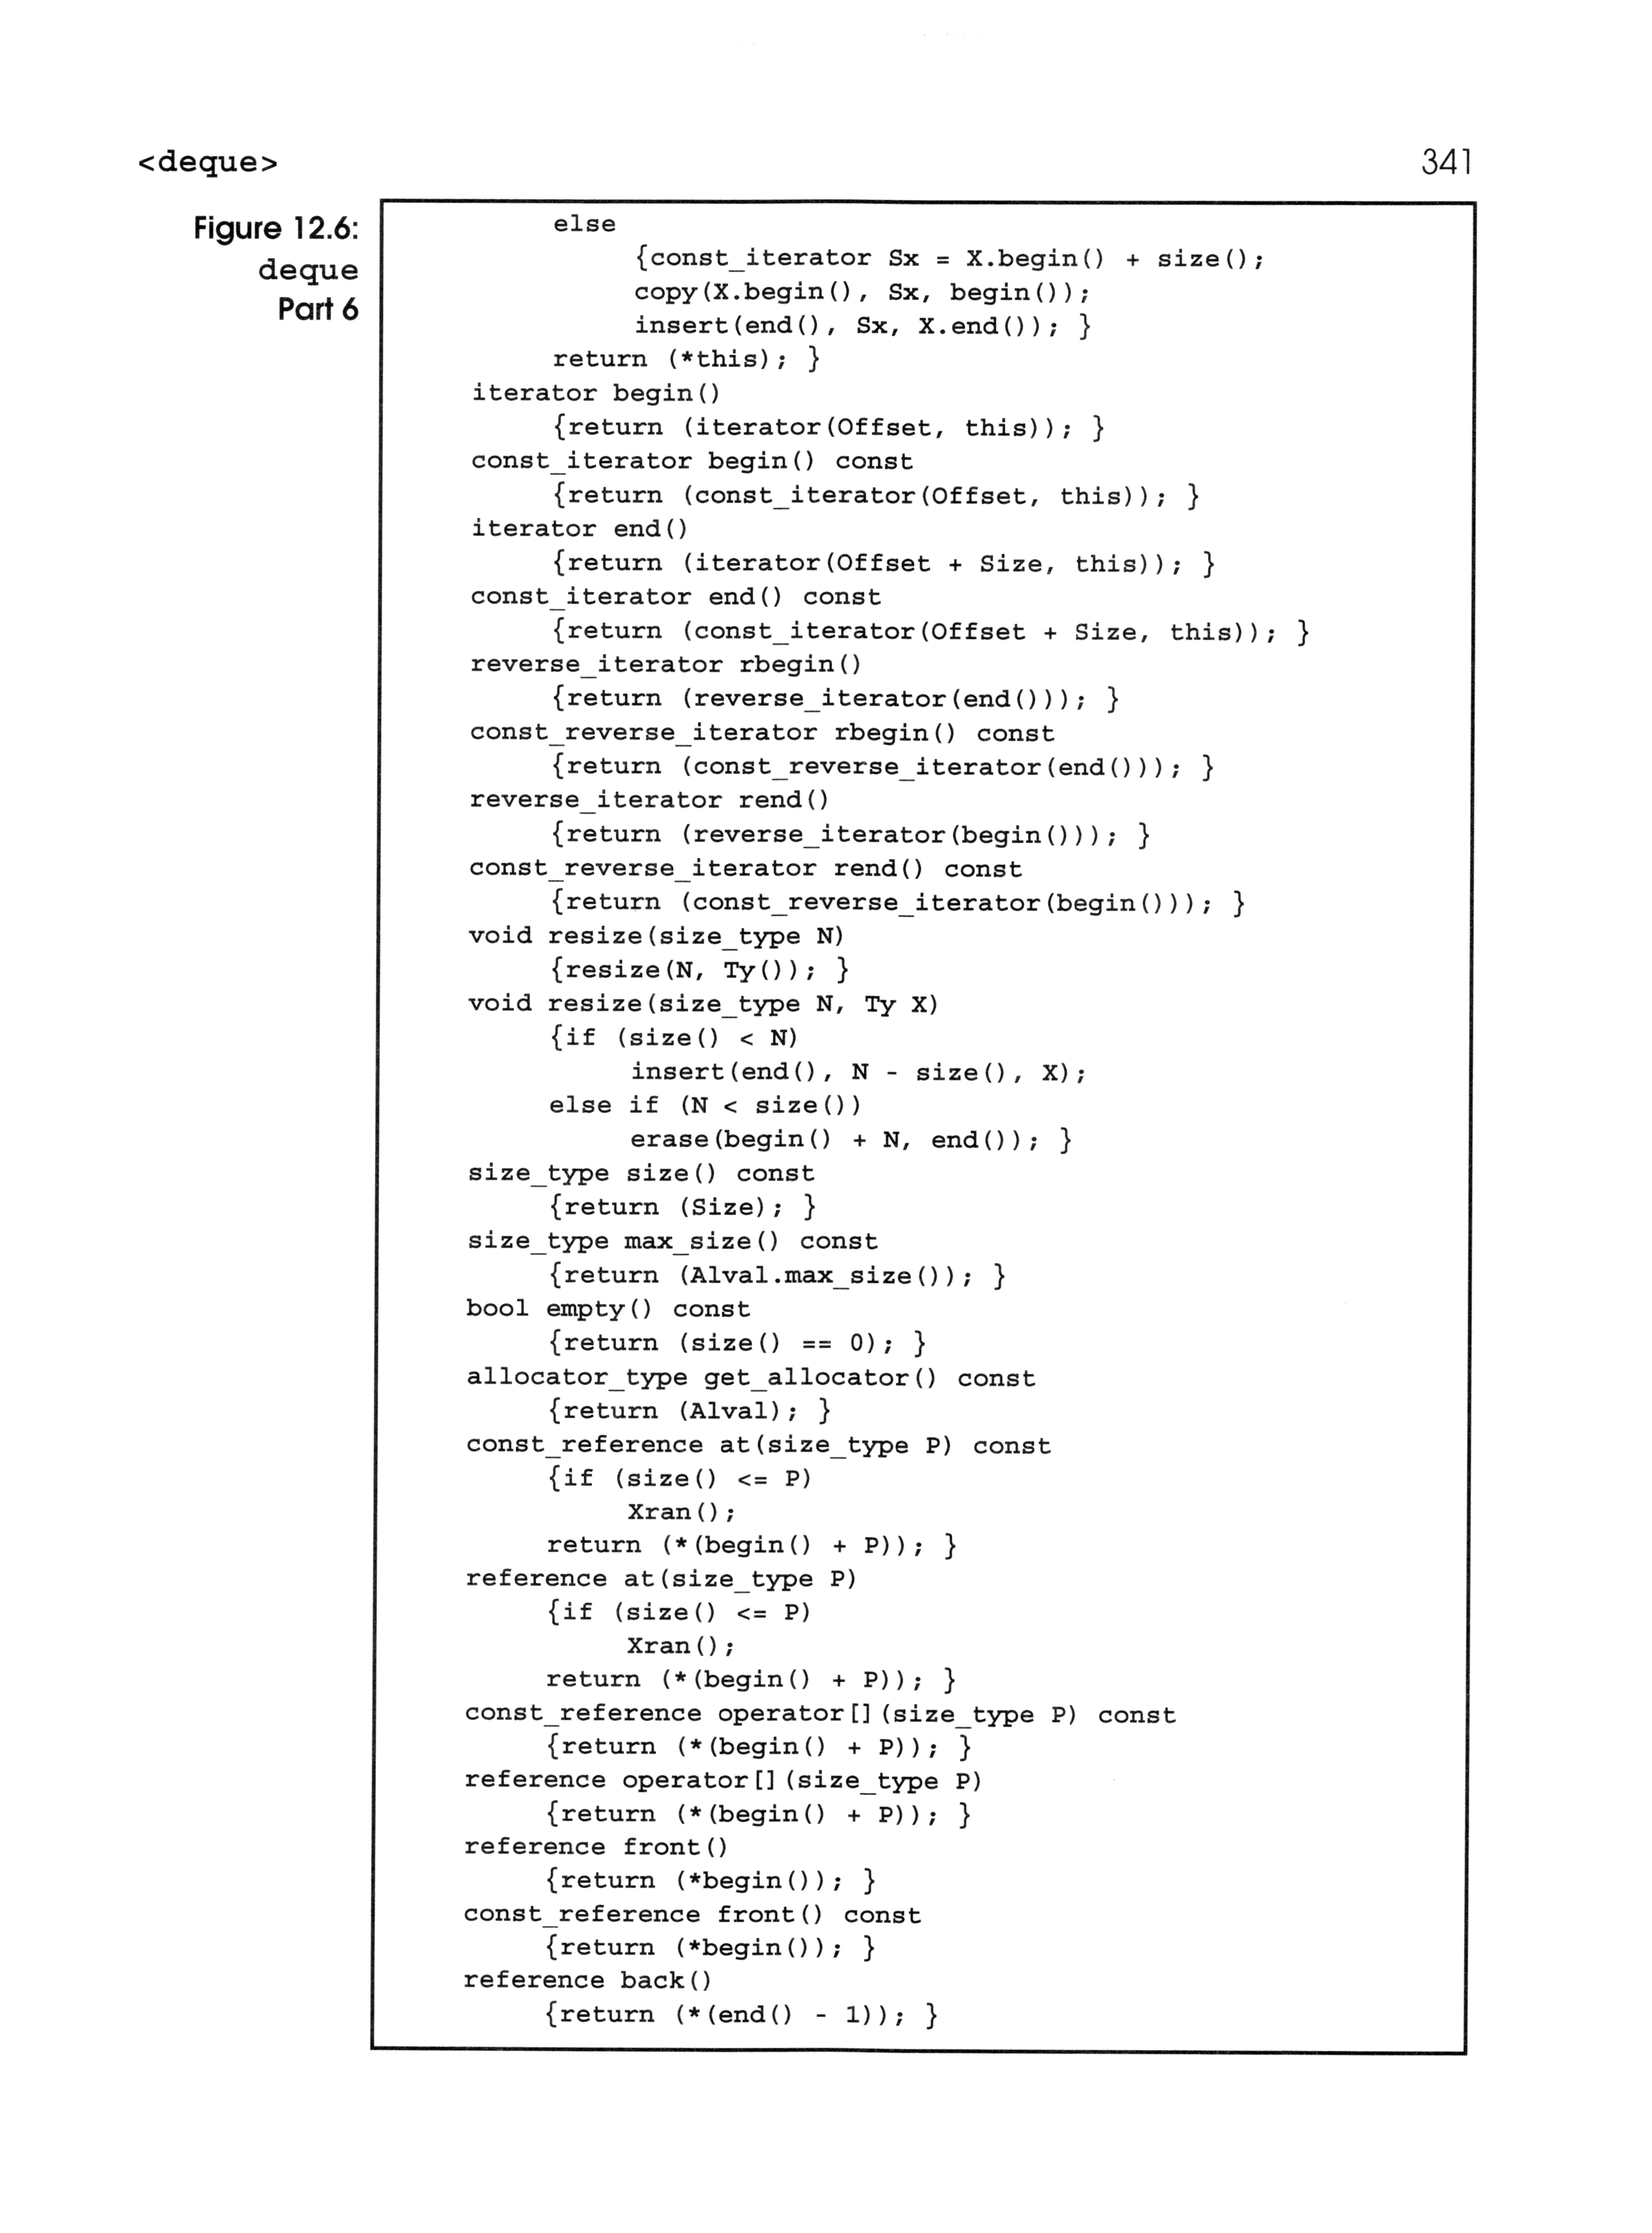 <deque>
341
Figure 12.6:
deque
Part 6
else
{const_iterator Sx = X.begin() + size();
copy(X.begin(), Sx, begin());
insert(end(), Sx, X.end()); }
return (*this); }
iterator begin()
{return (iterator(Offset, this)); }
const_iterator begin() const
{return (const_iterator(Offset, this)); }
iterator end()
{return (iterator(Offset + Size, this)); }
const_iterator end() const
{return (const_iterator(Offset + Size, this)); }
reverse_iterator rbegin()
{return (reverse_iterator(end())); }
const_reverse_iterator rbegin() const
{return (const_reverse_iterator(end())); }
reverse_iterator rend()
{return (reverse_iterator(begin())); }
const_reverse_iterator rend() const
{return (const_reverse_iterator(begin())); }
void resize(size_type N)
{resize(N, Ty()); }
void resize(size_type N, Ty X)
{if (size() < N)
insert(end(), N - size(), X);
else if (N < size())
erase(begin() + N, end()); }
size_type size() const
{return (Size); }
size_type max_size() const
{return (Alval.max_size()); }
bool empty() const
{return (size() == 0); }
allocator_type get_allocator() const
{return (Alval); }
const_reference at(size_type P) const
{if (size() <= P)
Xran();
return (*(begin() + P)); }
reference at(size_type P)
{if (size() <= P)
Xran();
return (*(begin() + P)); }
const_reference operator[](size_type P) const
{return (*(begin() + P)); }
reference operator[](size_type P)
{return (*(begin() + P)); }
reference front()
{return (*begin()); }
const_reference front() const
{return (*begin()); }
reference back()
{return (*(end() - 1)); }